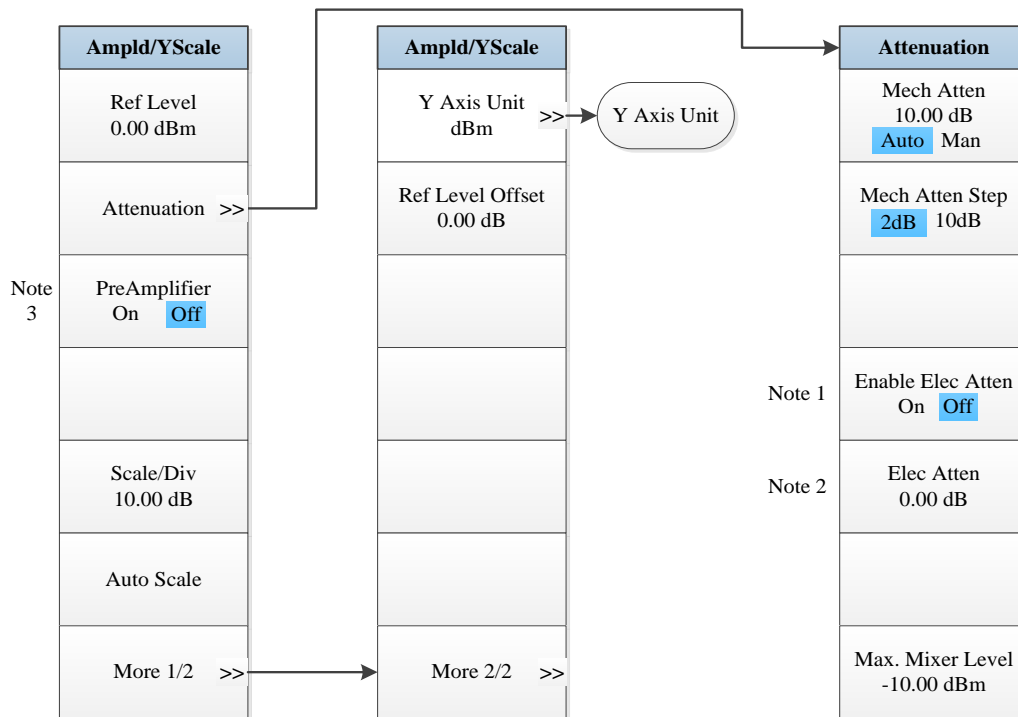 Ampld/YScale
Ref Level
0.00 dBm
Attenuation >>
Note
3
PreAmplifier
On Off
Scale/Div
10.00 dB
Auto Scale
More 1/2 >>
Ampld/YScale
Y Axis Unit
dBm
>>
Y Axis Unit
Ref Level Offset
0.00 dB
More 2/2 >>
Attenuation
Mech Atten
10.00 dB
Auto Man
Mech Atten Step
2dB 10dB
Note 1
Enable Elec Atten
On Off
Note 2
Elec Atten
0.00 dB
Max. Mixer Level
-10.00 dBm